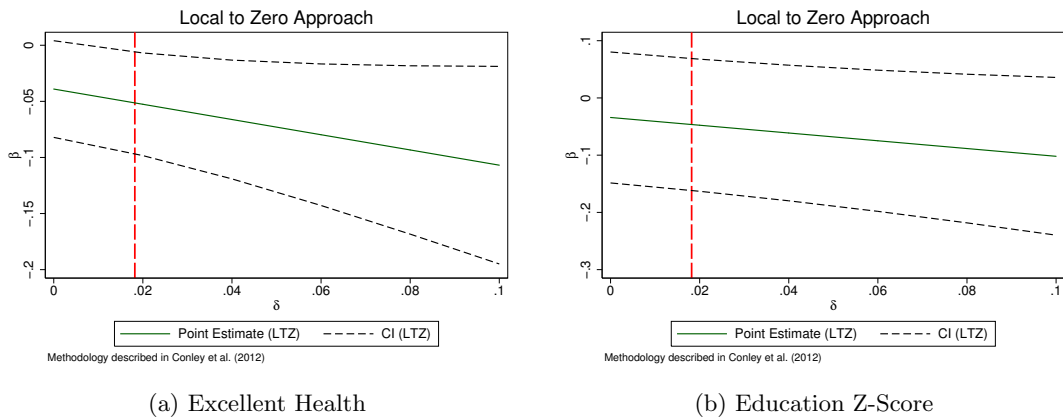 Local to Zero Approach
0
-.05
-.1
-.15
-.2
β
0
.02
.04
.06
.08
.1
δ
Point Estimate (LTZ)
CI (LTZ)
Methodology described in Conley et al. (2012)
(a) Excellent Health
Local to Zero Approach
.1
0
-.1
-.2
-.3
β
0
.02
.04
.06
.08
.1
δ
Point Estimate (LTZ)
CI (LTZ)
Methodology described in Conley et al. (2012)
(b) Education Z-Score